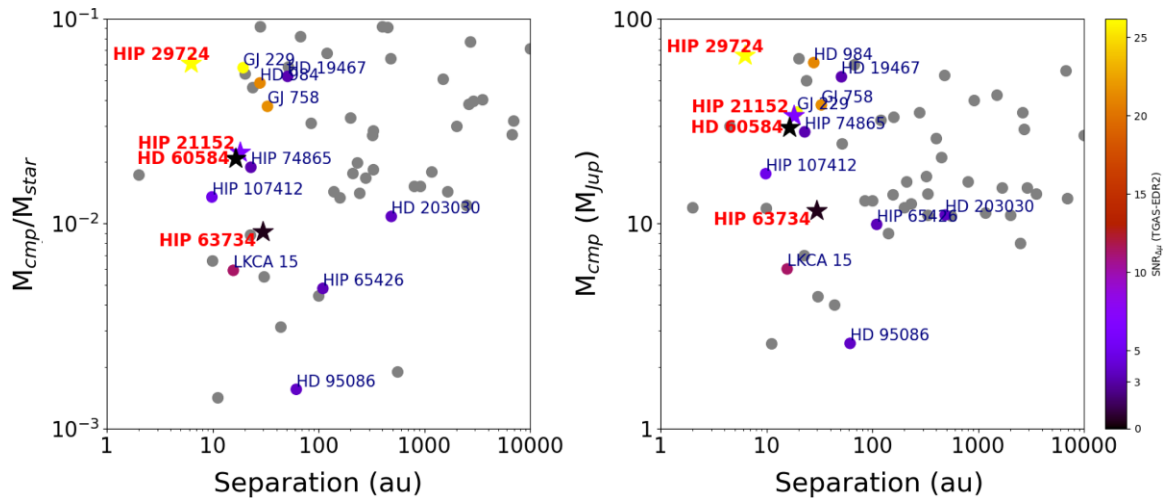 10⁻¹
10⁻²
10⁻³
M_cmp/M_star
HIP 29724
GJ 229
HD 19467
HD 984
GJ 758
HIP 21152
HD 60584
HIP 74865
HIP 107412
HD 203030
HIP 63734
LKCA 15
HIP 65426
HD 95086
1 10 100 1000 10000
Separation (au)
100
10
1
M_cmp (M_Jup)
HIP 29724
HD 984
HD 19467
GJ 758
HIP 21152
GJ 229
HD 60584
HIP 74865
HIP 107412
HIP 63734
HIP 65426
HD 203030
LKCA 15
HD 95086
1 10 100 1000 10000
Separation (au)
25
20
15
10
5
3
0
SNR_Δμ (TGAS-EDR2)